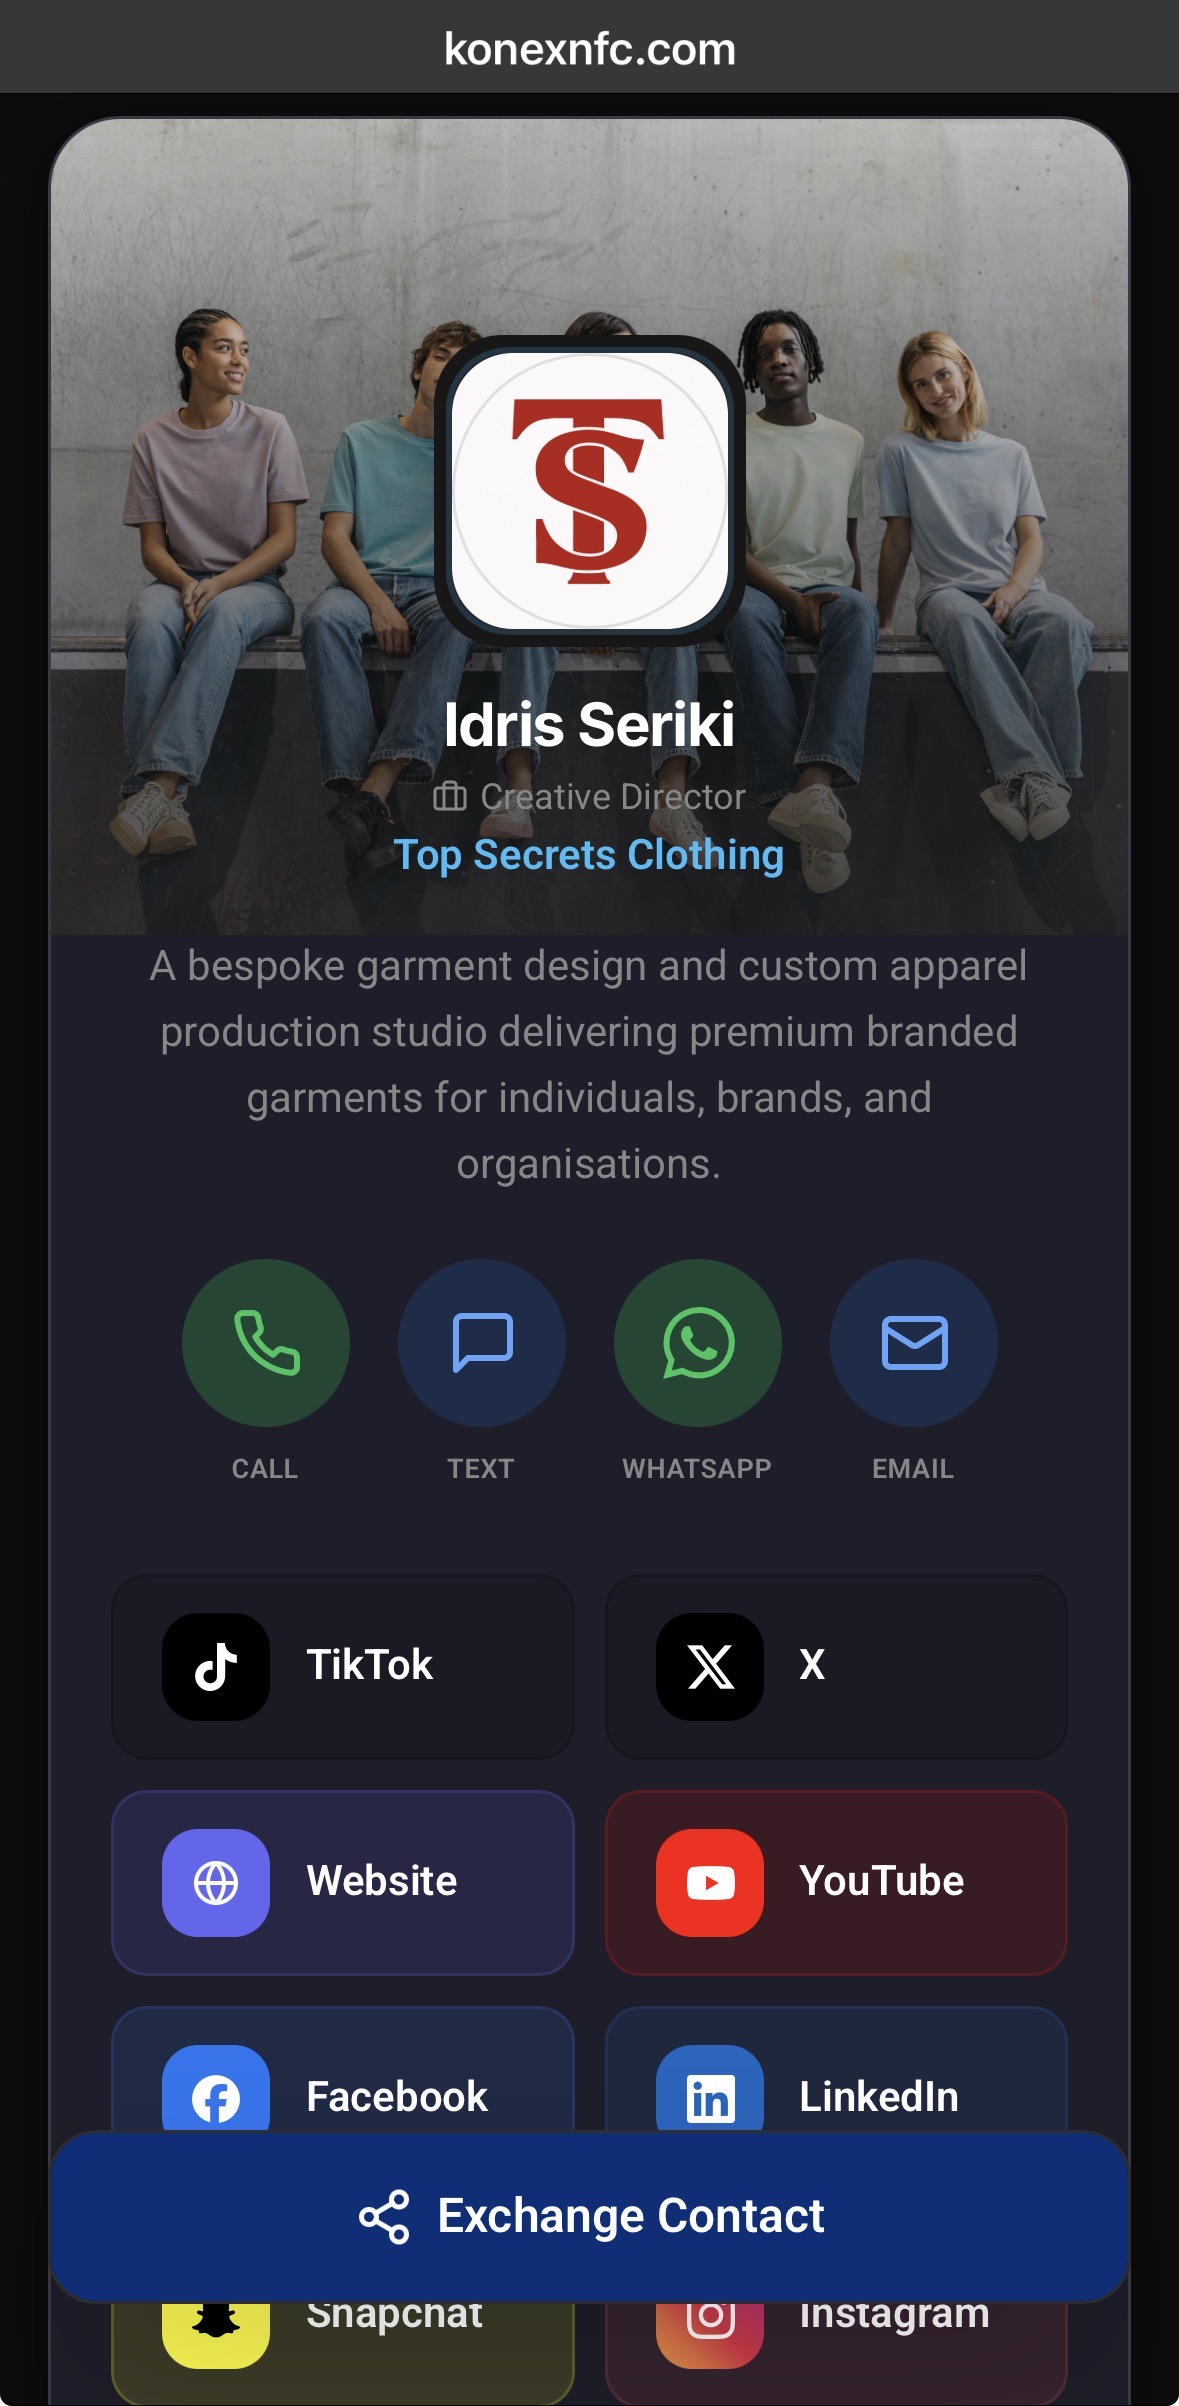 konexnfc.com
TS
Idris Seriki
Creative Director
Top Secrets Clothing
A bespoke garment design and custom apparel
production studio delivering premium branded
garments for individuals, brands, and
organisations.
CALL TEXT WHATSAPP EMAIL
TikTok X
Website YouTube
Facebook LinkedIn
Exchange Contact
Snapchat Instagram